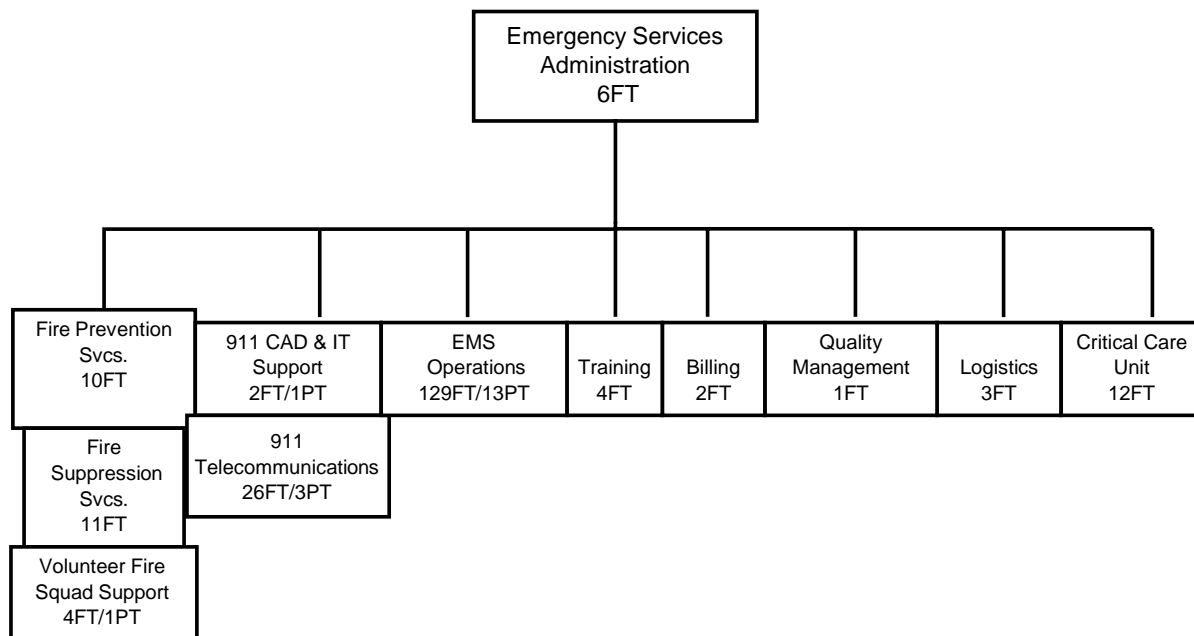 Emergency Services
Administration
6FT
Fire Prevention
Svcs.
10FT
911 CAD & IT
Support
2FT/1PT
EMS
Operations
129FT/13PT
Training
4FT
Billing
2FT
Quality
Management
1FT
Logistics
3FT
Critical Care
Unit
12FT
Fire
Suppression
Svcs.
11FT
911
Telecommunications
26FT/3PT
Volunteer Fire
Squad Support
4FT/1PT